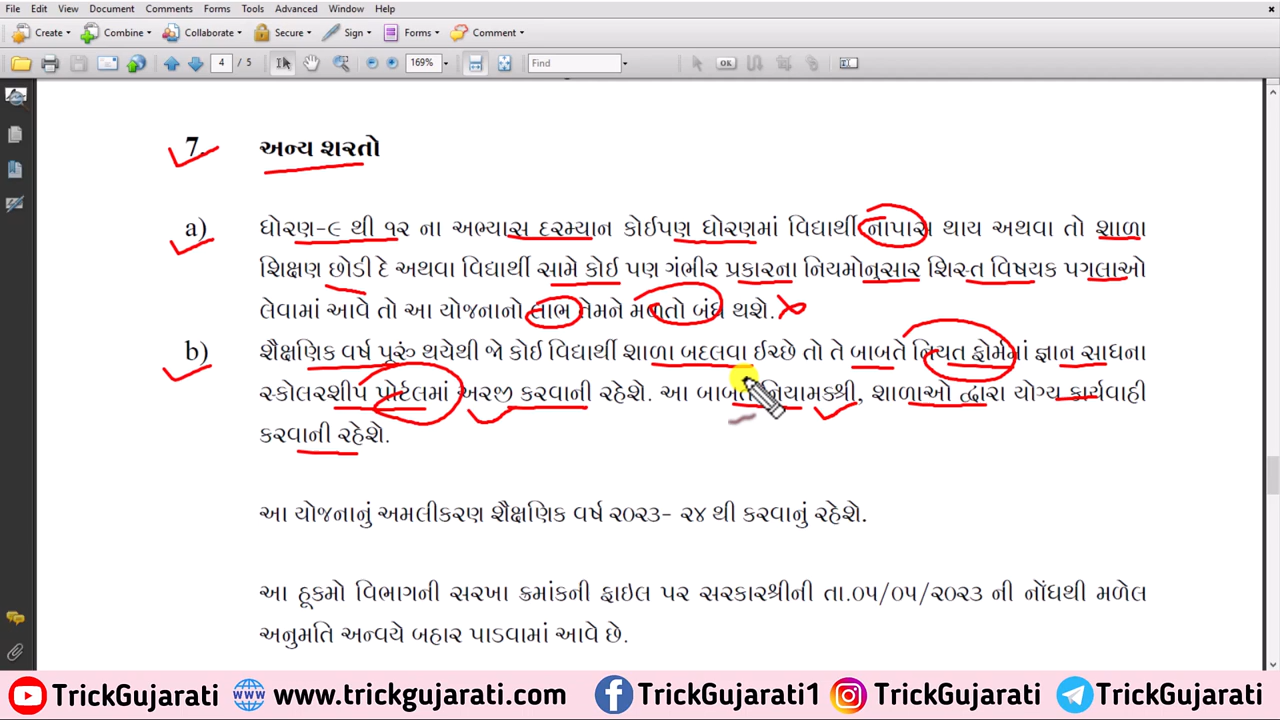 File Edit View Document Comments Forms Tools Advanced Window Help
Create Combine Collaborate Secure Sign Forms Comment
4 / 5 OK 169% Find
7. અન્ય શરતો
a) ધોરણ-૯ થી ૧૨ ના અભ્યાસ દરમ્યાન કોઈપણ ધોરણમાં વિદ્યાર્થી નાપાસ થાય અથવા તો શાળા
શિક્ષણ છોડી દે અથવા વિદ્યાર્થી સામે કોઈ પણ ગંભીર પ્રકારના નિયમોનુસાર શિસ્ત વિષયક પગલાઓ
લેવામાં આવે તો આ યોજનાનો લાભ તેમને મળતો બંધ થશે.
b) શૈક્ષણિક વર્ષ પૂરું થયેથી જે કોઈ વિદ્યાર્થી શાળા બદલવા ઈચ્છે તો તે બાબતે નિયત ફોર્મમાં જ્ઞાન સાધના
સ્કોલરશીપ પોર્ટલમાં અરજી કરવાની રહેશે. આ બાબતે નિયામકશ્રી, શાળાઓ દ્વારા યોગ્ય કાર્યવાહી
કરવાની રહેશે.
આ યોજનાનું અમલીકરણ શૈક્ષણિક વર્ષ ૨૦૨૩- ૨૪ થી કરવાનું રહેશે.
આ હૂકમો વિભાગની સરખા ક્રમાંકની ફાઇલ પર સરકારશ્રીની તા.૦૫/૦૫/૨૦૨૩ ની નોંધથી મળેલ
અનુમતિ અન્વયે બહાર પાડવામાં આવે છે.
TrickGujarati www.trickgujarati.com TrickGujarati1 TrickGujarati